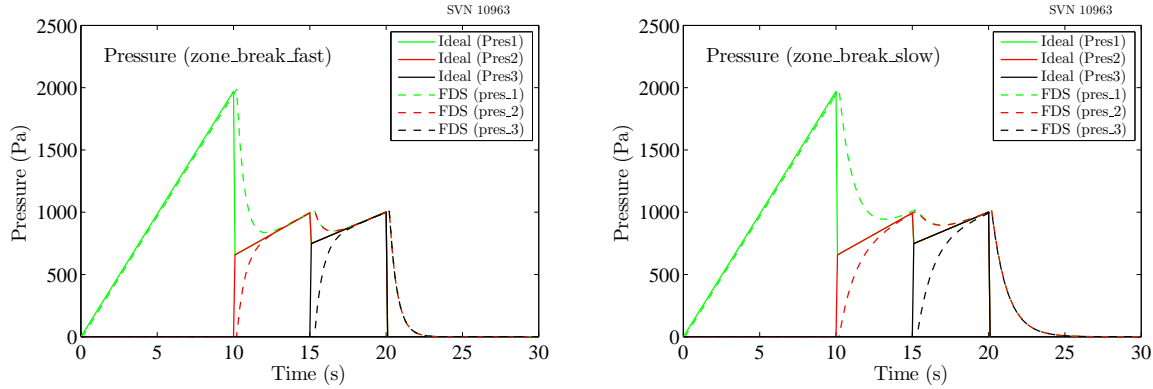 SVN 10963
Pressure (zone_break_fast)
Ideal (Pres1)
Ideal (Pres2)
Ideal (Pres3)
FDS (pres_1)
FDS (pres_2)
FDS (pres_3)
Pressure (Pa)
2500
2000
1500
1000
500
0
0 5 10 15 20 25 30
Time (s)
SVN 10963
Pressure (zone_break_slow)
Ideal (Pres1)
Ideal (Pres2)
Ideal (Pres3)
FDS (pres_1)
FDS (pres_2)
FDS (pres_3)
Pressure (Pa)
2500
2000
1500
1000
500
0
0 5 10 15 20 25 30
Time (s)